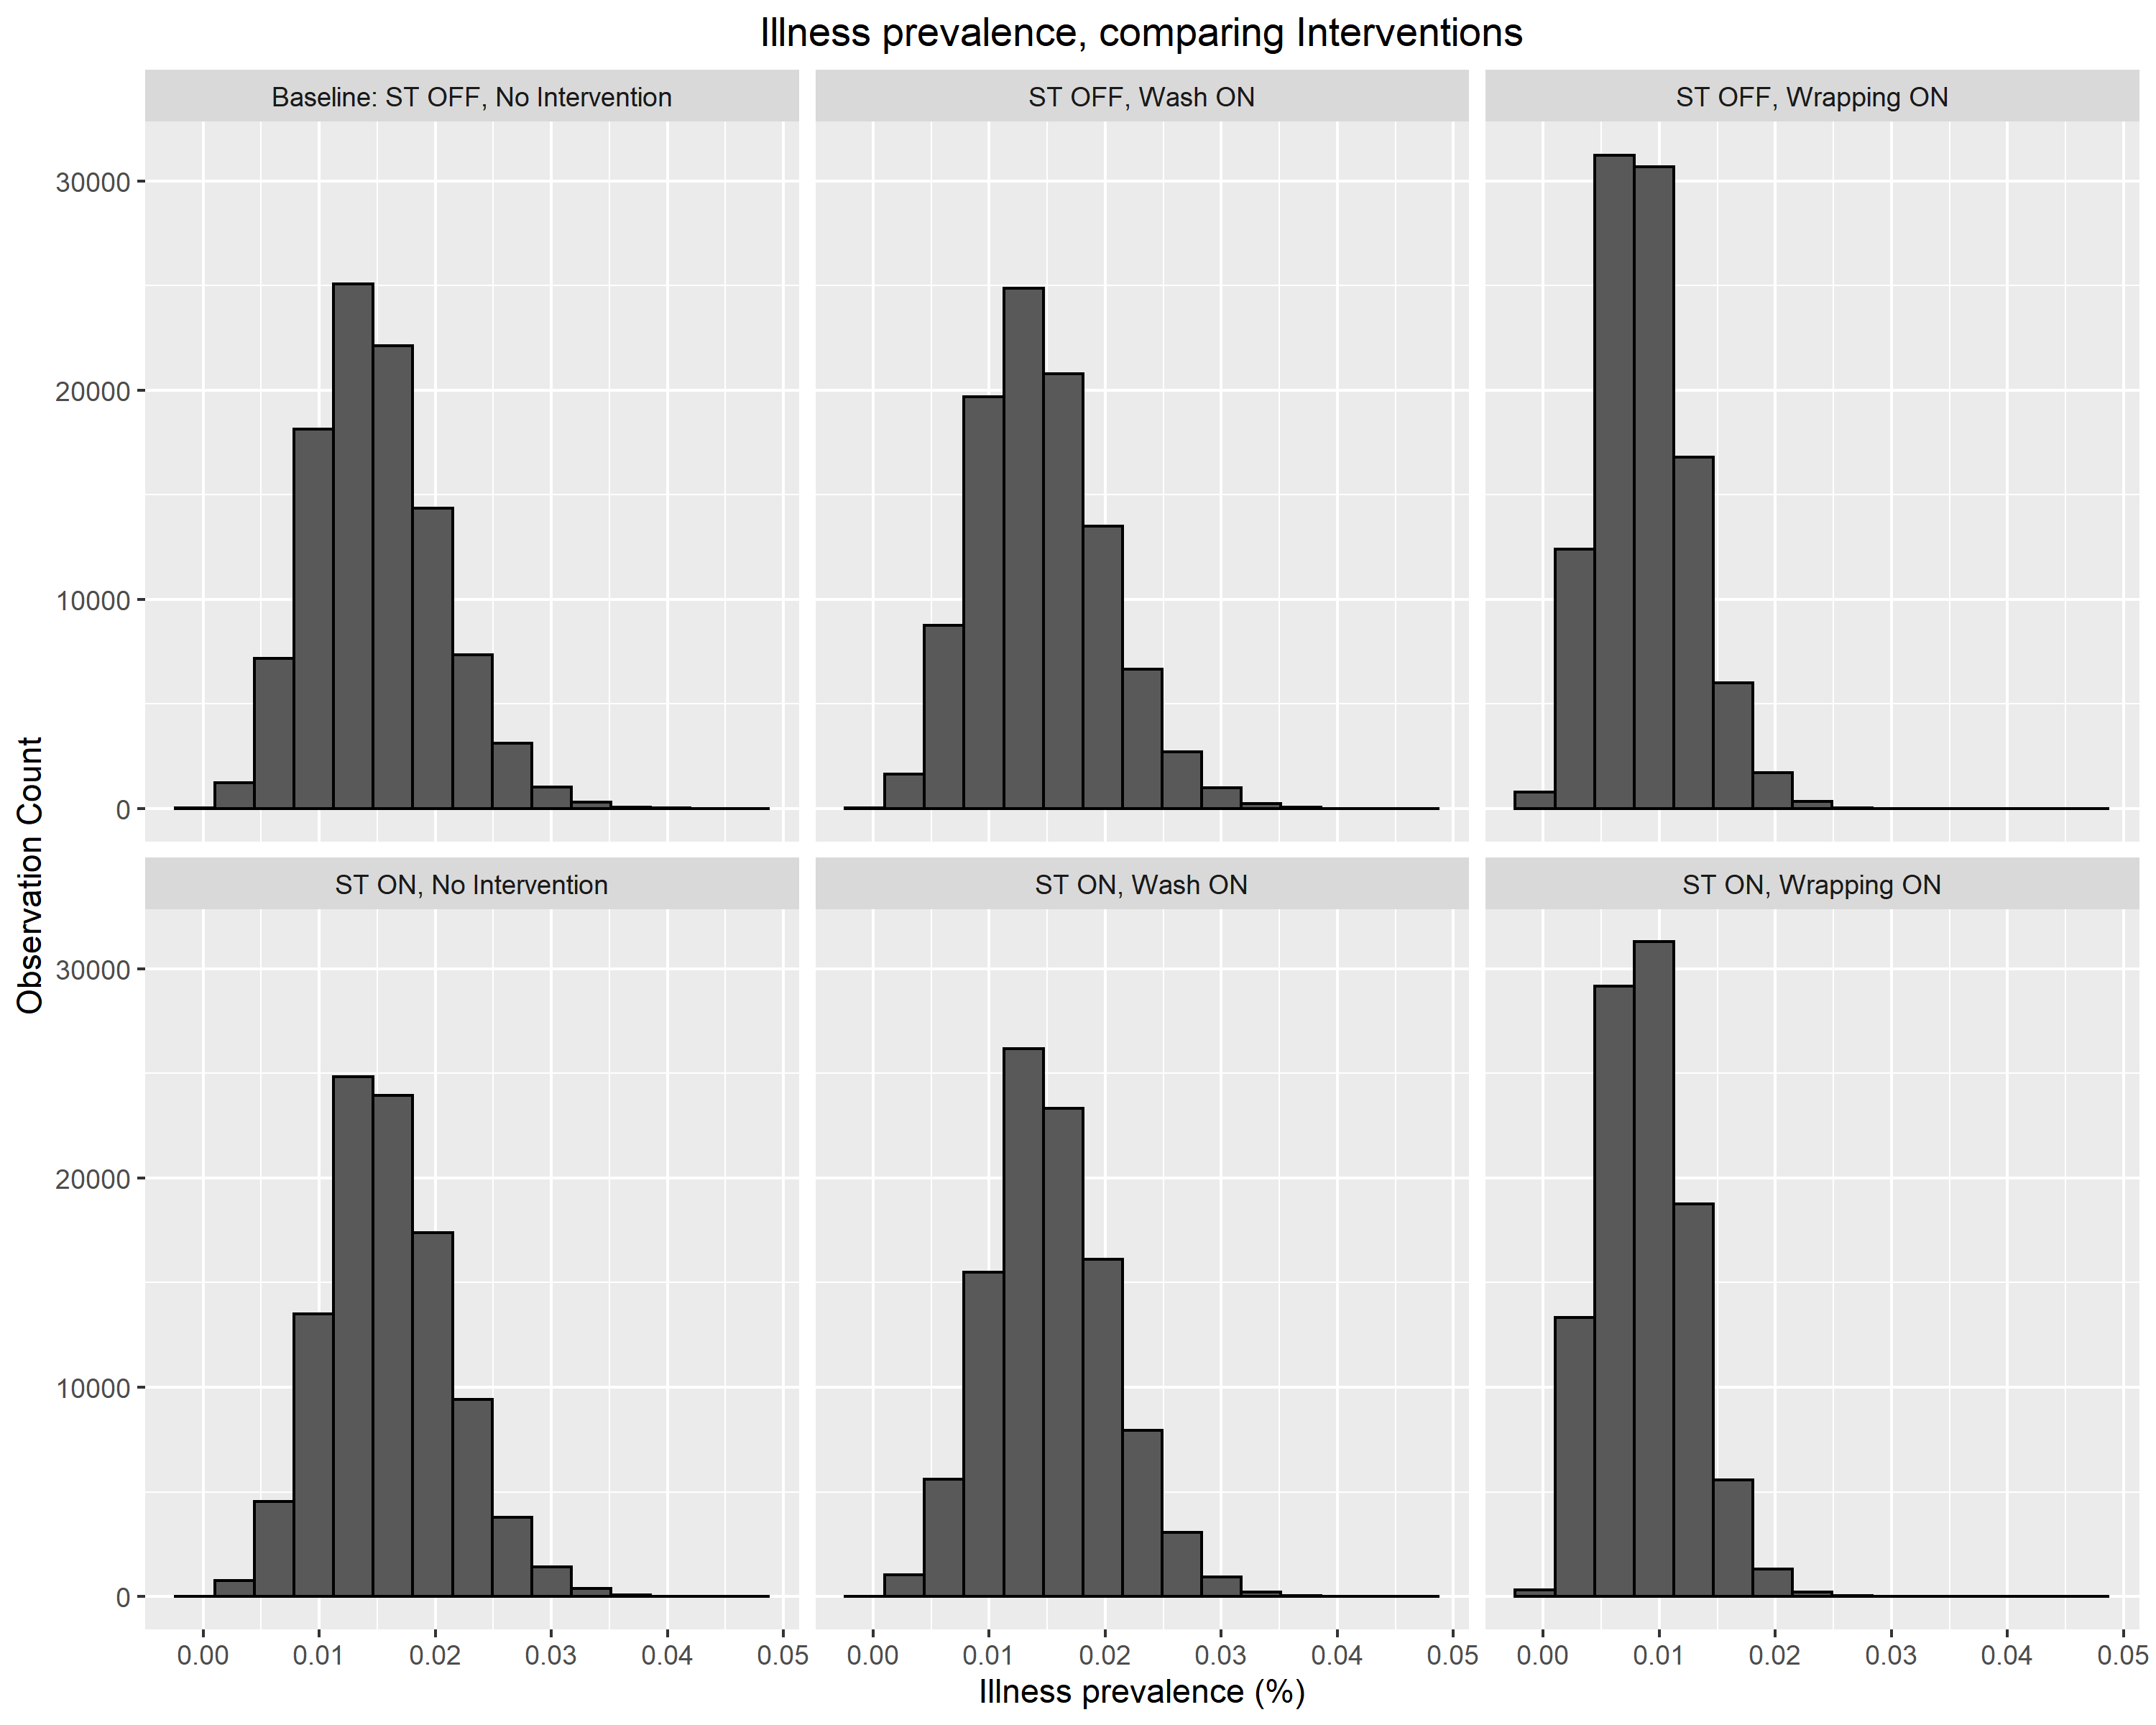 Illness prevalence, comparing Interventions
Baseline: ST OFF, No Intervention
ST OFF, Wash ON
ST OFF, Wrapping ON
30000
20000
10000
0
ST ON, No Intervention
ST ON, Wash ON
ST ON, Wrapping ON
30000
20000
10000
0
Observation Count
0.00 0.01 0.02 0.03 0.04 0.05
0.00 0.01 0.02 0.03 0.04 0.05
0.00 0.01 0.02 0.03 0.04 0.05
Illness prevalence (%)